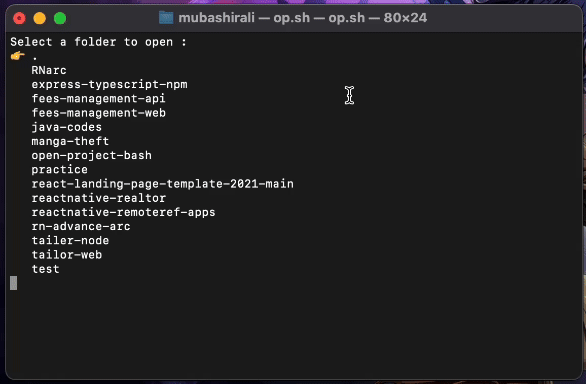 mubashirali — op.sh — op.sh — 80×24
Select a folder to open :
👉 .
RNarc
express-typescript-npm
fees-management-api
fees-management-web
java-codes
manga-theft
open-project-bash
practice
react-landing-page-template-2021-main
reactnative-realtor
reactnative-remoteref-apps
rn-advance-arc
tailer-node
tailor-web
test